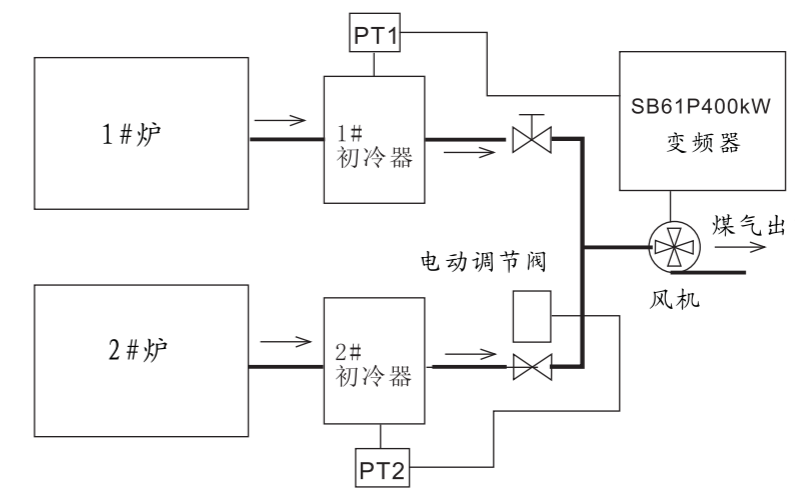 PT1
SB61P400kW
变频器
1#炉
1#
初冷器
煤气出
电动调节阀
风机
2#炉
2#
初冷器
PT2